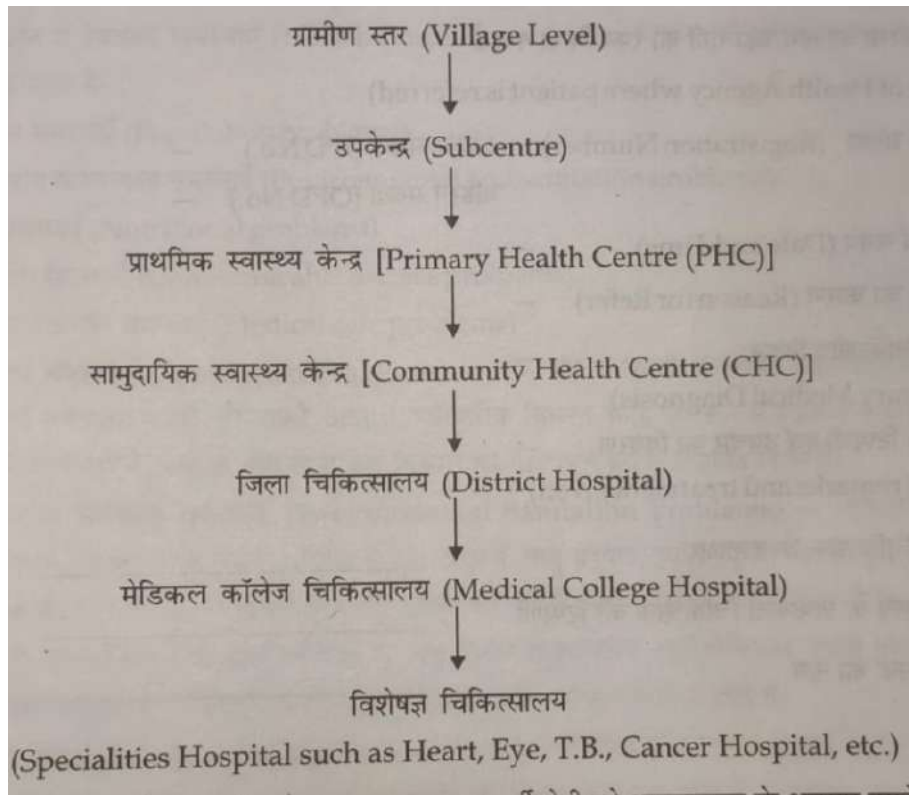 ग्रामीण स्तर (Village Level)
उपकेन्द्र (Subcentre)
प्राथमिक स्वास्थ्य केन्द्र [Primary Health Centre (PHC)]
सामुदायिक स्वास्थ्य केन्द्र [Community Health Centre (CHC)]
जिला चिकित्सालय (District Hospital)
मेडिकल कॉलेज चिकित्सालय (Medical College Hospital)
विशेषज्ञ चिकित्सालय
(Specialities Hospital such as Heart, Eye, T.B., Cancer Hospital, etc.)